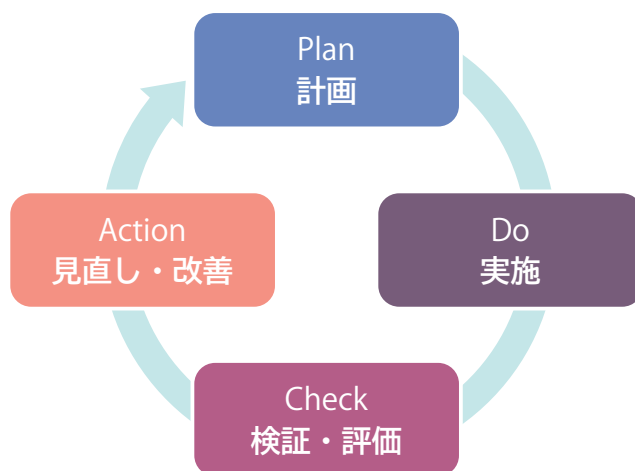 Plan
計画
Do
実施
Check
検証・評価
Action
見直し・改善